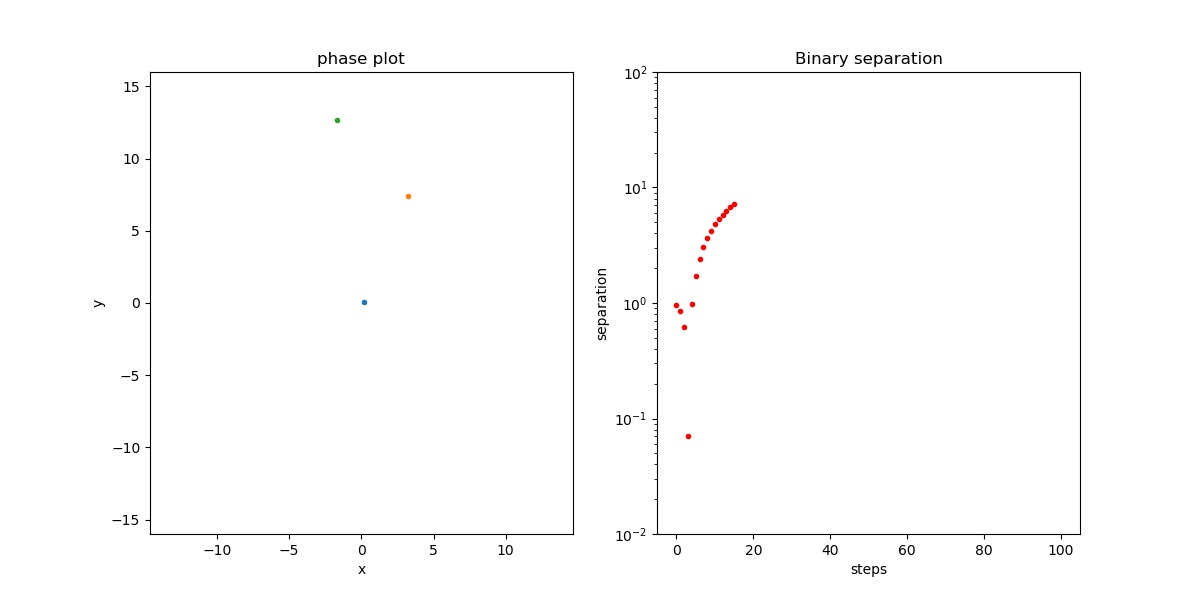 phase plot
15
10
5
0
−5
−10
−15
y
−10 −5 0 5 10
x
Binary separation
10²
10¹
10⁰
10⁻¹
10⁻²
separation
0 20 40 60 80 100
steps